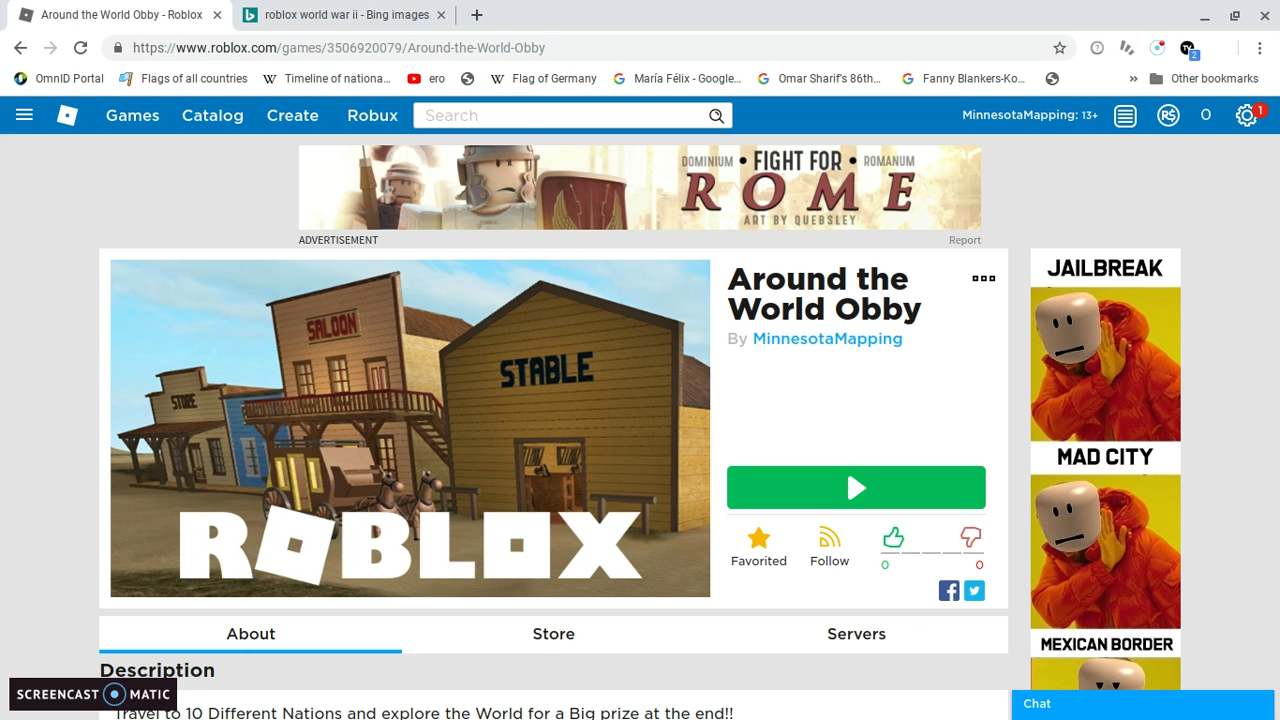 Around the World Obby - Roblox
roblox world war ii - Bing images
https://www.roblox.com/games/3506920079/Around-the-World-Obby
2
OmnID Portal
Flags of all countries
Timeline of nationa...
ero
Flag of Germany
María Félix - Google...
Omar Sharif's 86th...
Fanny Blankers-Ko...
»
Other bookmarks
Games
Catalog
Create
Robux
Search
MinnesotaMapping: 13+
R$
0
1
DOMINIUM • FIGHT FOR • ROMANUM
ROME
ART BY QUEBSLEY
ADVERTISEMENT
Report
SALOON
STABLE
STORE
ROBLOX
Around the
World Obby
By MinnesotaMapping
Favorited
Follow
0
0
JAILBREAK
MAD CITY
MEXICAN BORDER
About
Store
Servers
Description
SCREENCAST MATIC
Travel to 10 Different Nations and explore the World for a Big prize at the end!!
Chat